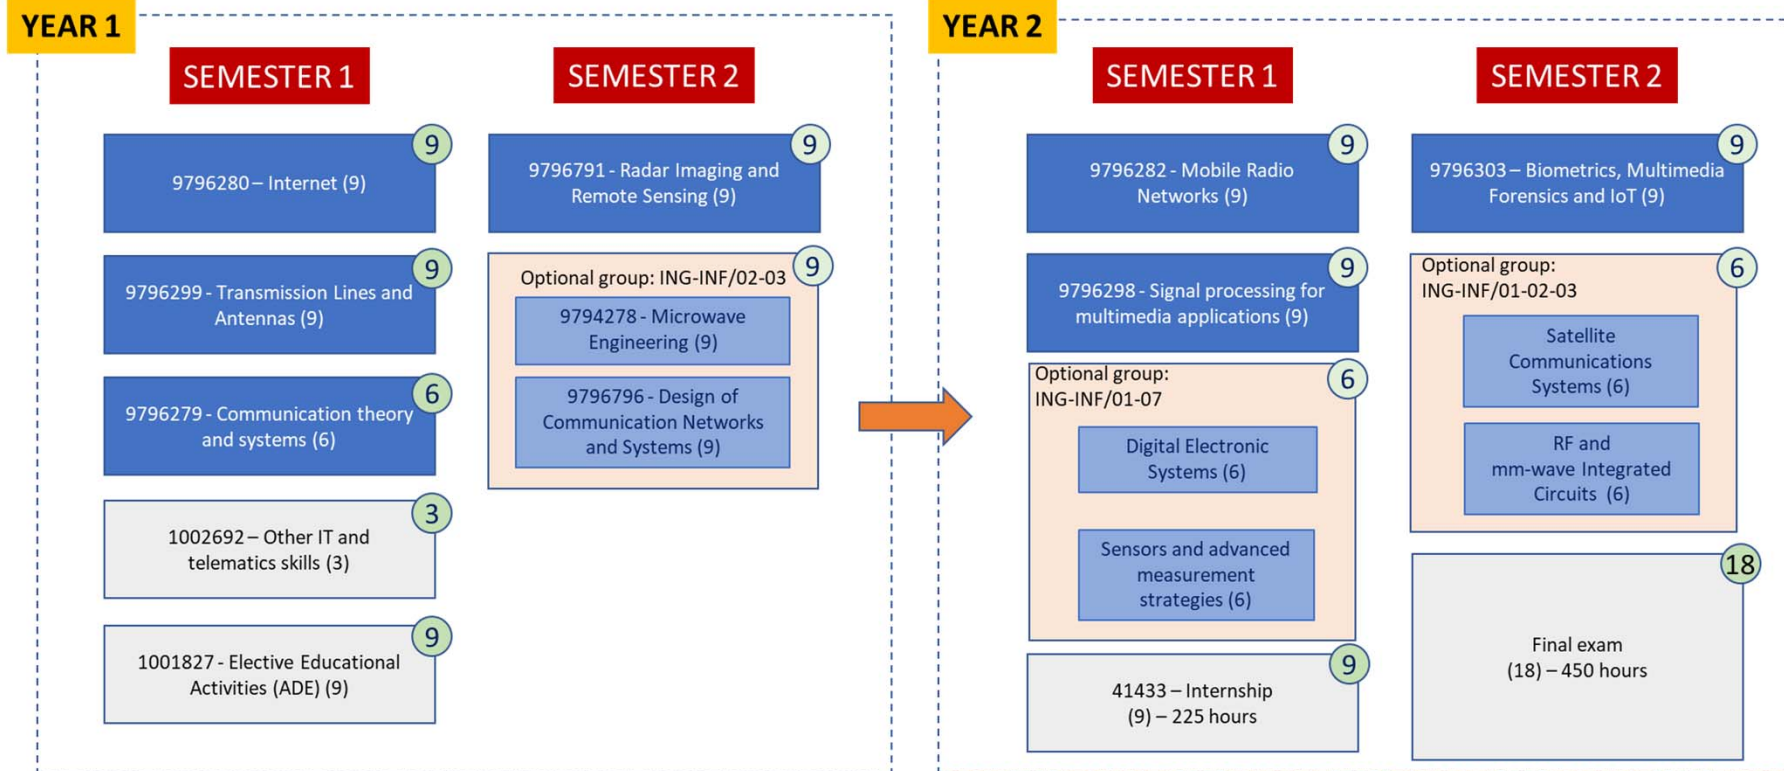 YEAR 1
SEMESTER 1
9
9796280 – Internet (9)
9
9796299 - Transmission Lines and
Antennas (9)
6
9796279 - Communication theory
and systems (6)
3
1002692 – Other IT and
telematics skills (3)
9
1001827 - Elective Educational
Activities (ADE) (9)
SEMESTER 2
9
9796791 - Radar Imaging and
Remote Sensing (9)
9
Optional group: ING-INF/02-03
9794278 - Microwave
Engineering (9)
9796796 - Design of
Communication Networks
and Systems (9)
YEAR 2
SEMESTER 1
9
9796282 - Mobile Radio
Networks (9)
9
9796298 - Signal processing for
multimedia applications (9)
6
Optional group:
ING-INF/01-07
Digital Electronic
Systems (6)
Sensors and advanced
measurement
strategies (6)
9
41433 – Internship
(9) – 225 hours
SEMESTER 2
9
9796303 – Biometrics, Multimedia
Forensics and IoT (9)
6
Optional group:
ING-INF/01-02-03
Satellite
Communications
Systems (6)
RF and
mm-wave Integrated
Circuits (6)
18
Final exam
(18) – 450 hours